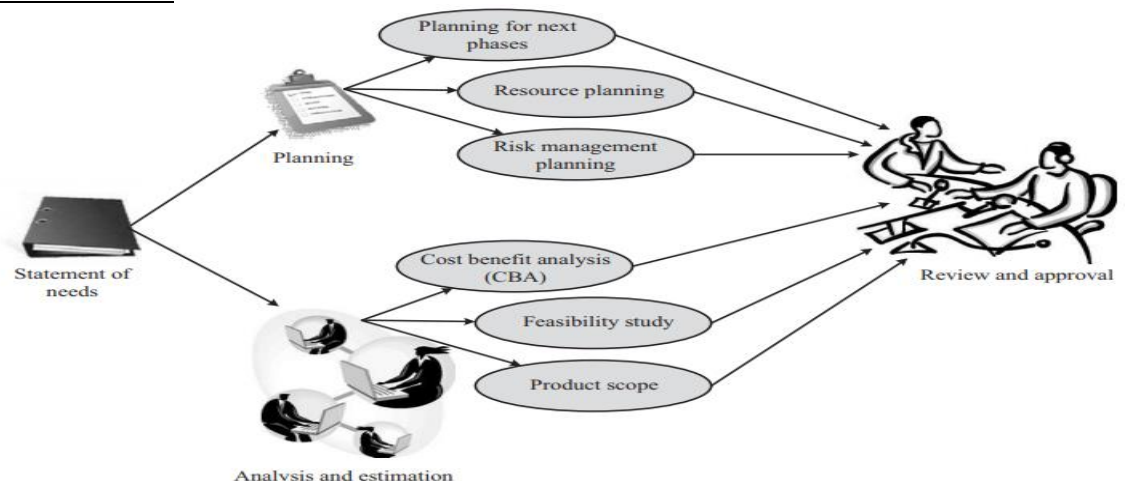 Planning for next
phases
Resource planning
Risk management
planning
Planning
Statement of
needs
Cost benefit analysis
(CBA)
Feasibility study
Product scope
Review and approval
Analysis and estimation